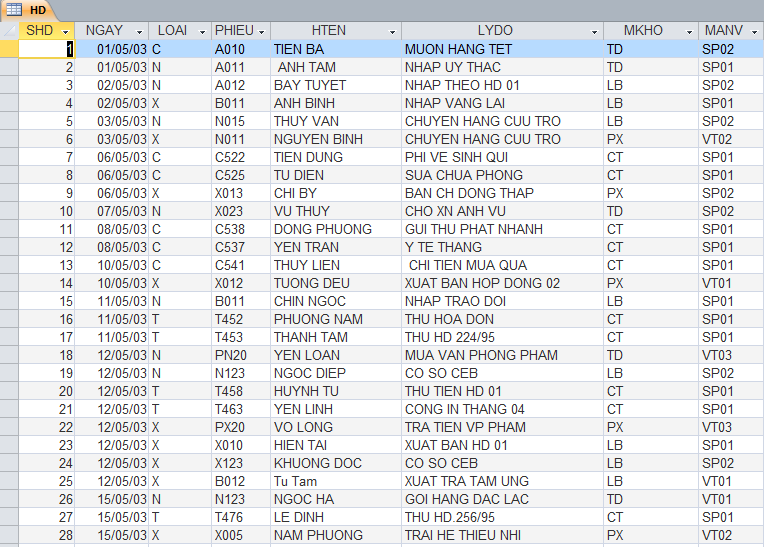 HD
SHD NGAY LOAI PHIEU HTEN LYDO MKHO MANV
1 01/05/03 C A010 TIEN BA MUON HANG TET TD SP02
2 01/05/03 N A011 ANH TAM NHAP UY THAC TD SP01
3 02/05/03 N A012 BAY TUYET NHAP THEO HD 01 LB SP02
4 02/05/03 X B011 ANH BINH NHAP VANG LAI LB SP01
5 03/05/03 N N015 THUY VAN CHUYEN HANG CUU TRO LB SP02
6 03/05/03 X N011 NGUYEN BINH CHUYEN HANG CUU TRO PX VT02
7 06/05/03 C C522 TIEN DUNG PHI VE SINH QUI CT SP01
8 06/05/03 C C525 TU DIEN SUA CHUA PHONG CT SP01
9 06/05/03 X X013 CHI BY BAN CH DONG THAP PX SP02
10 07/05/03 N X023 VU THUY CHO XN ANH VU TD SP02
11 08/05/03 C C538 DONG PHUONG GUI THU PHAT NHANH CT SP01
12 08/05/03 C C537 YEN TRAN Y TE THANG CT SP01
13 10/05/03 C C541 THUY LIEN CHI TIEN MUA QUA CT SP01
14 10/05/03 X X012 TUONG DEU XUAT BAN HOP DONG 02 PX VT01
15 11/05/03 N B011 CHIN NGOC NHAP TRAO DOI LB SP01
16 11/05/03 T T452 PHUONG NAM THU HOA DON CT SP01
17 11/05/03 T T453 THANH TAM THU HD 224/95 CT SP01
18 12/05/03 N PN20 YEN LOAN MUA VAN PHONG PHAM TD VT03
19 12/05/03 N N123 NGOC DIEP CO SO CEB LB SP02
20 12/05/03 T T458 HUYNH TU THU TIEN HD 01 CT SP01
21 12/05/03 T T463 YEN LINH CONG IN THANG 04 CT SP01
22 12/05/03 X PX20 VO LONG TRA TIEN VP PHAM PX VT03
23 12/05/03 X X010 HIEN TAI XUAT BAN HD 01 LB SP01
24 12/05/03 X X123 KHUONG DOC CO SO CEB LB SP02
25 12/05/03 X B012 Tu Tam XUAT TRA TAM UNG LB VT01
26 15/05/03 N N123 NGOC HA GOI HANG DAC LAC TD VT01
27 15/05/03 T T476 LE DINH THU HD.256/95 CT SP01
28 15/05/03 X X005 NAM PHUONG TRAI HE THIEU NHI PX VT02